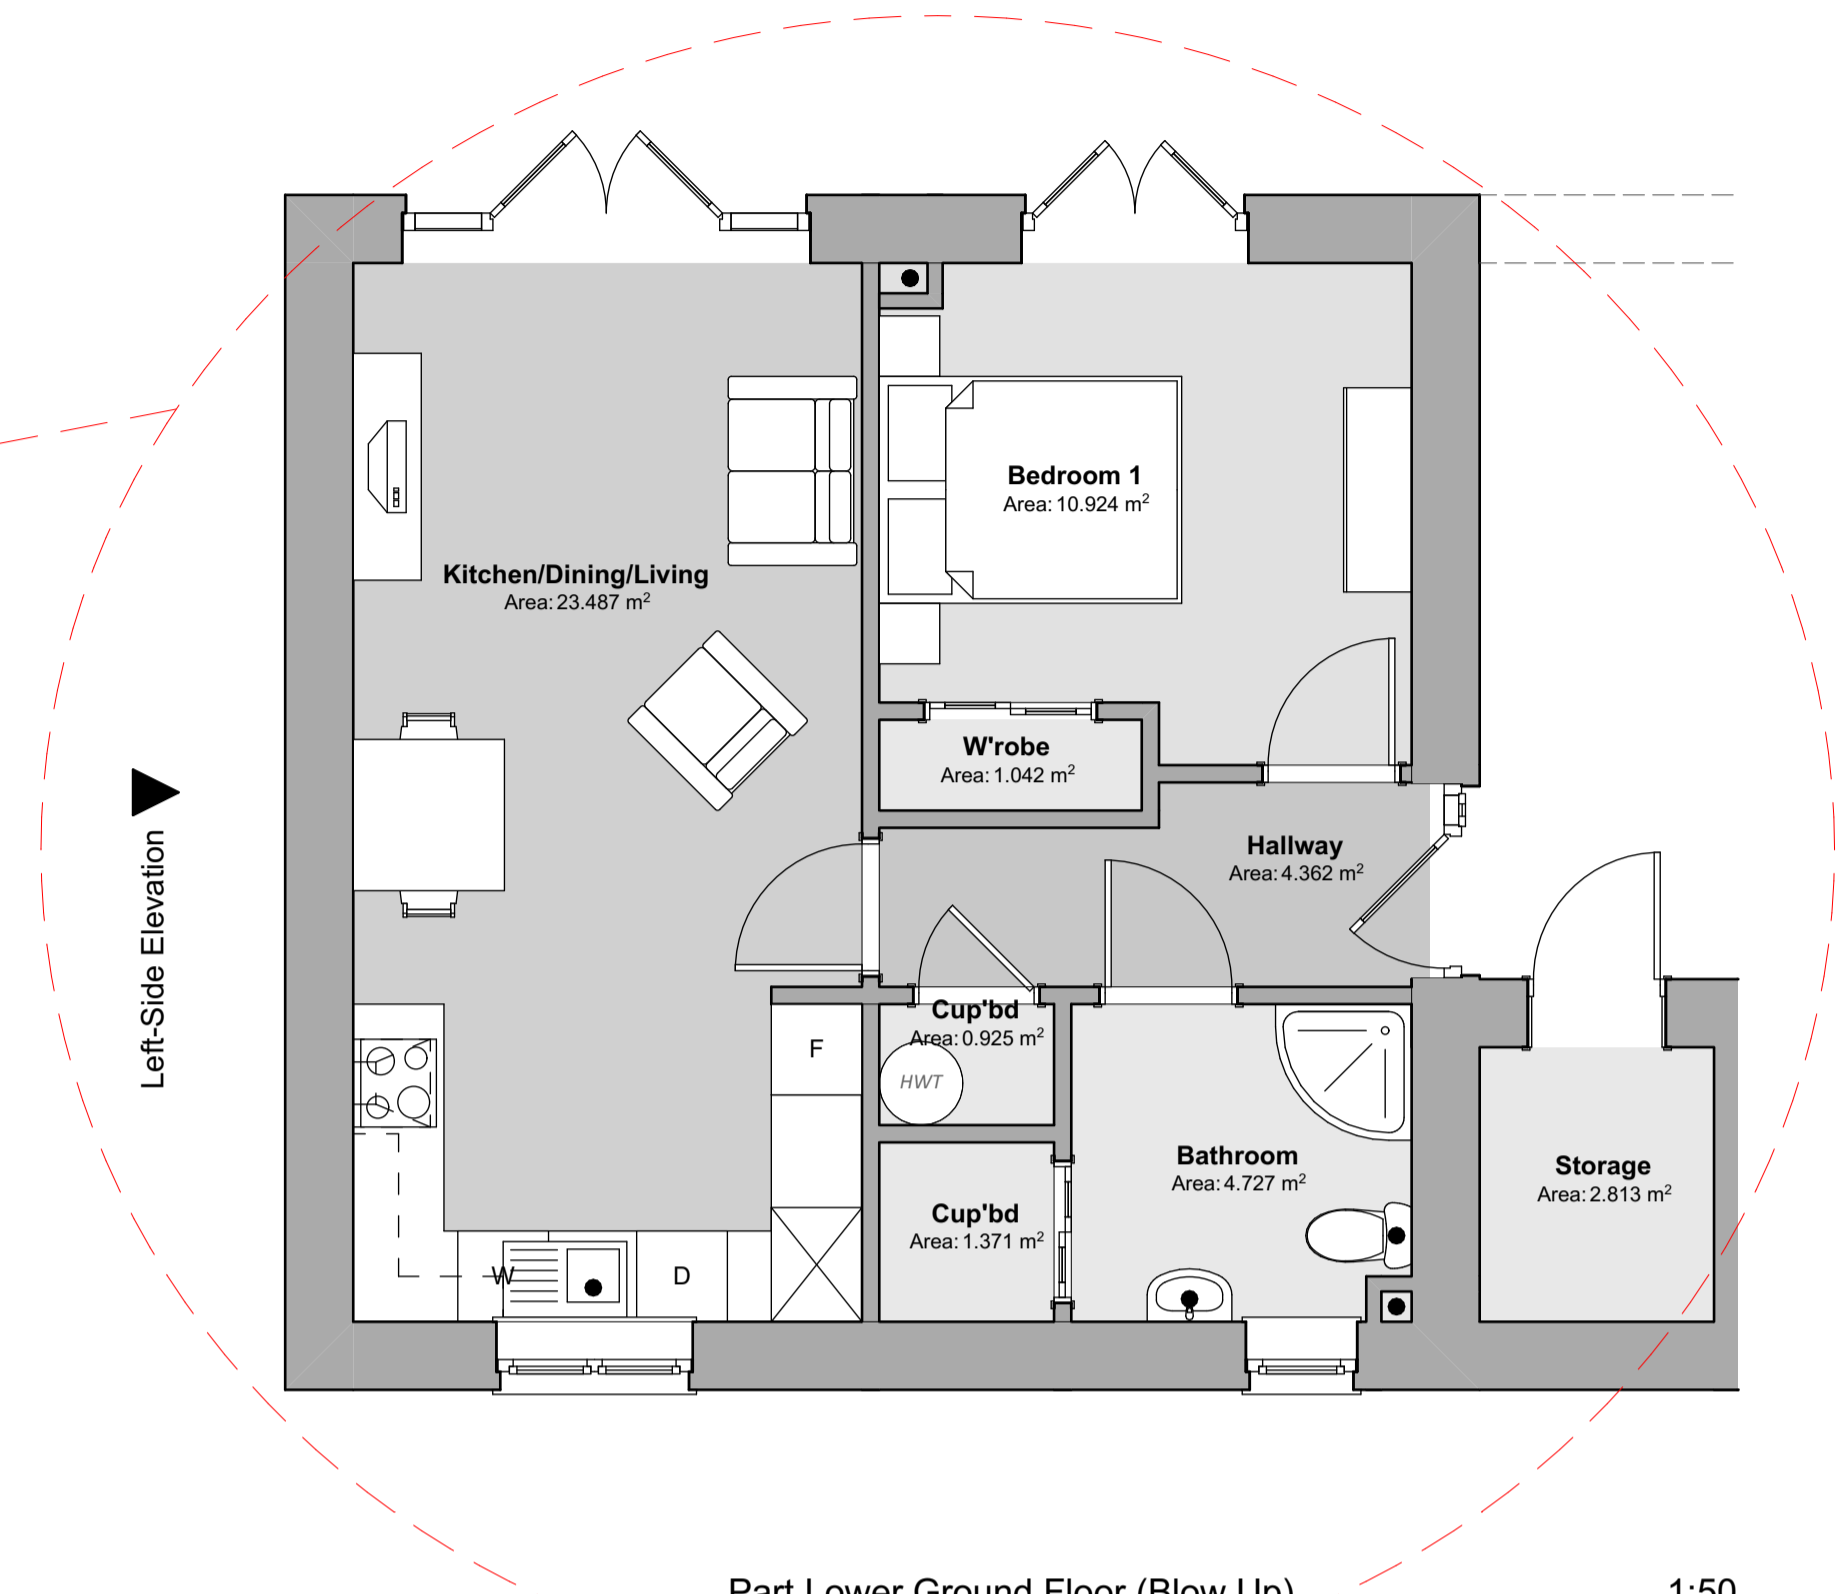 Bedroom 1
Area: 10.924 m²
Kitchen/Dining/Living
Area: 23.487 m²
W'robe
Area: 1.042 m²
Left-Side Elevation
Hallway
Area: 4.362 m²
Cup'bd
Area: 0.925 m²
F
HWT
Bathroom
Area: 4.727 m²
Storage
Area: 2.813 m²
Cup'bd
Area: 1.371 m²
W
D
Part Lower Ground Floor (Blow Up)
1:50